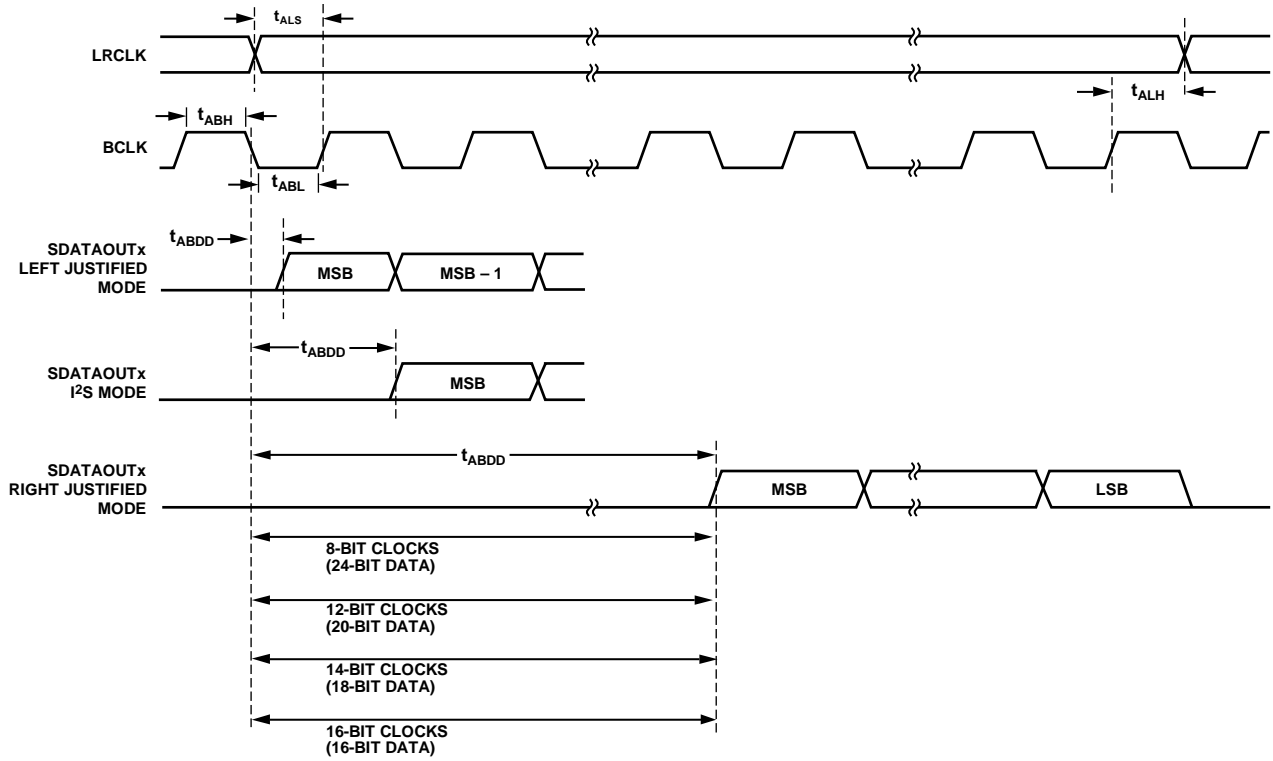 tALS
LRCLK
tALH
tABH
BCLK
tABL
tABDD
SDATAOUTx
LEFT JUSTIFIED
MODE
MSB
MSB – 1
tABDD
SDATAOUTx
I2S MODE
MSB
tABDD
SDATAOUTx
RIGHT JUSTIFIED
MODE
MSB
LSB
8-BIT CLOCKS
(24-BIT DATA)
12-BIT CLOCKS
(20-BIT DATA)
14-BIT CLOCKS
(18-BIT DATA)
16-BIT CLOCKS
(16-BIT DATA)